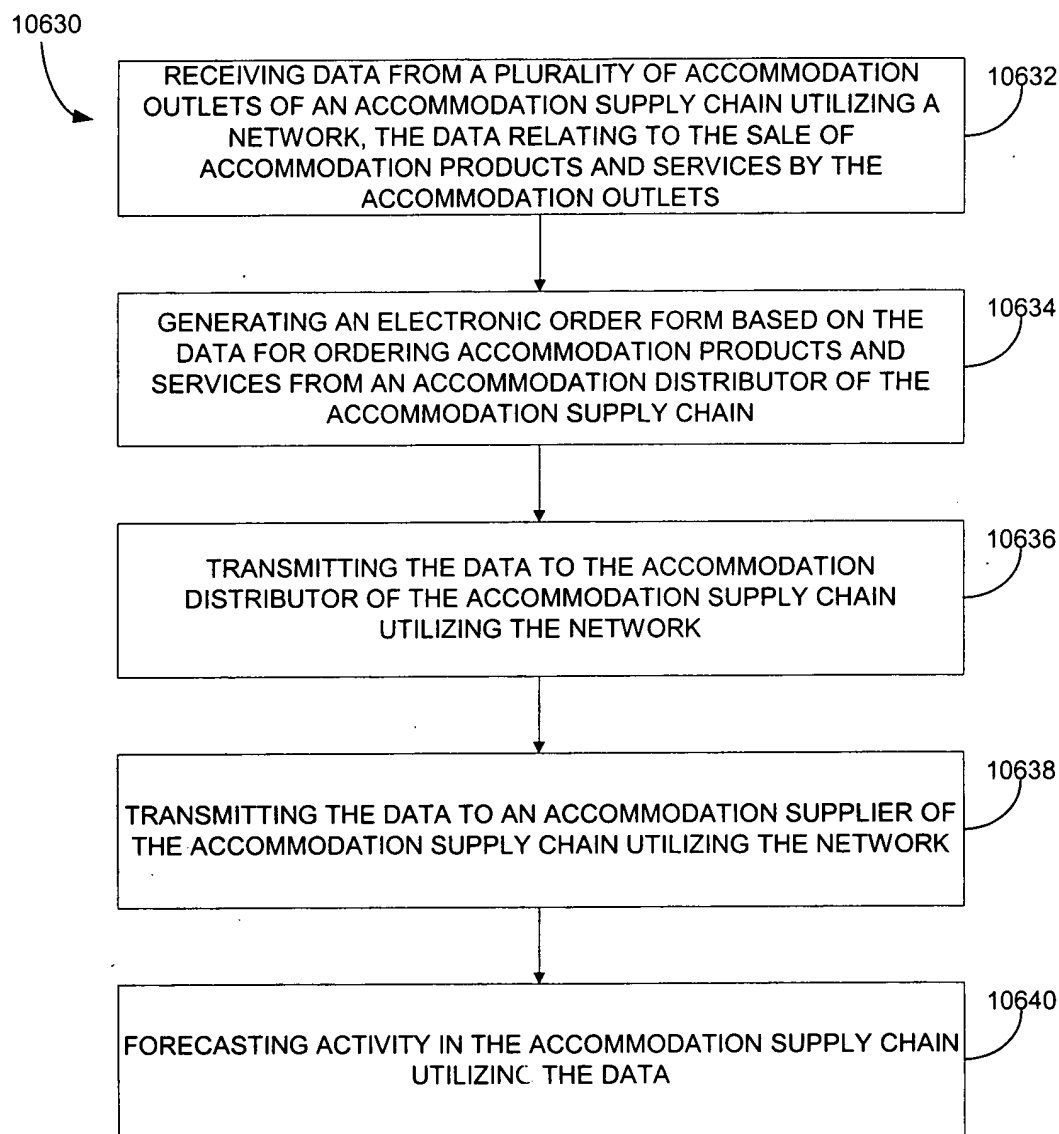 10630
RECEIVING DATA FROM A PLURALITY OF ACCOMMODATION
OUTLETS OF AN ACCOMMODATION SUPPLY CHAIN UTILIZING A
NETWORK, THE DATA RELATING TO THE SALE OF
ACCOMMODATION PRODUCTS AND SERVICES BY THE
ACCOMMODATION OUTLETS
10632
GENERATING AN ELECTRONIC ORDER FORM BASED ON THE
DATA FOR ORDERING ACCOMMODATION PRODUCTS AND
SERVICES FROM AN ACCOMMODATION DISTRIBUTOR OF THE
ACCOMMODATION SUPPLY CHAIN
10634
TRANSMITTING THE DATA TO THE ACCOMMODATION
DISTRIBUTOR OF THE ACCOMMODATION SUPPLY CHAIN
UTILIZING THE NETWORK
10636
TRANSMITTING THE DATA TO AN ACCOMMODATION SUPPLIER OF
THE ACCOMMODATION SUPPLY CHAIN UTILIZING THE NETWORK
10638
FORECASTING ACTIVITY IN THE ACCOMMODATION SUPPLY CHAIN
UTILIZING THE DATA
10640